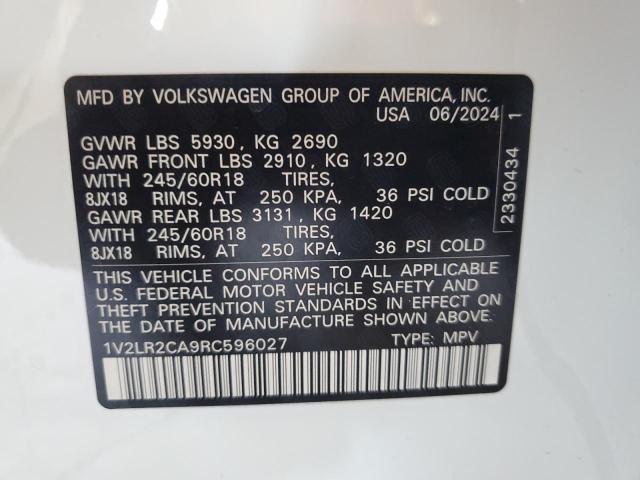 MFD BY VOLKSWAGEN GROUP OF AMERICA, INC.
USA 06/2024
GVWR LBS 5930, KG 2690
GAWR FRONT LBS 2910, KG 1320
WITH 245/60R18 TIRES,
8JX18 RIMS, AT 250 KPA, 36 PSI COLD
GAWR REAR LBS 3131, KG 1420
WITH 245/60R18 TIRES,
8JX18 RIMS, AT 250 KPA, 36 PSI COLD
THIS VEHICLE CONFORMS TO ALL APPLICABLE
U.S. FEDERAL MOTOR VEHICLE SAFETY AND
THEFT PREVENTION STANDARDS IN EFFECT ON
THE DATE OF MANUFACTURE SHOWN ABOVE.
1V2LR2CA9RC596027 TYPE: MPV
2330434 1